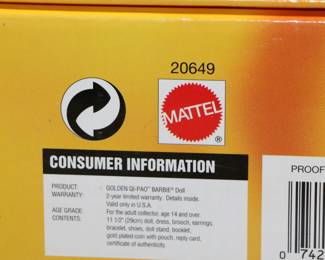 20649
MATTEL
®
CONSUMER INFORMATION
PROOF
PRODUCT: GOLDEN QI-PAO™ BARBIE® Doll
WARRANTY: 2-year limited warranty. Details inside.
Valid only in U.S.A.
AGE GRADE: For the adult collector, age 14 and over.
CONTENTS: 11 1/2" (29cm) doll, dress, brooch, earrings,
bracelet, shoes, doll stand, booklet,
gold plated coin with pouch, reply card,
certificate of authenticity.
0 742